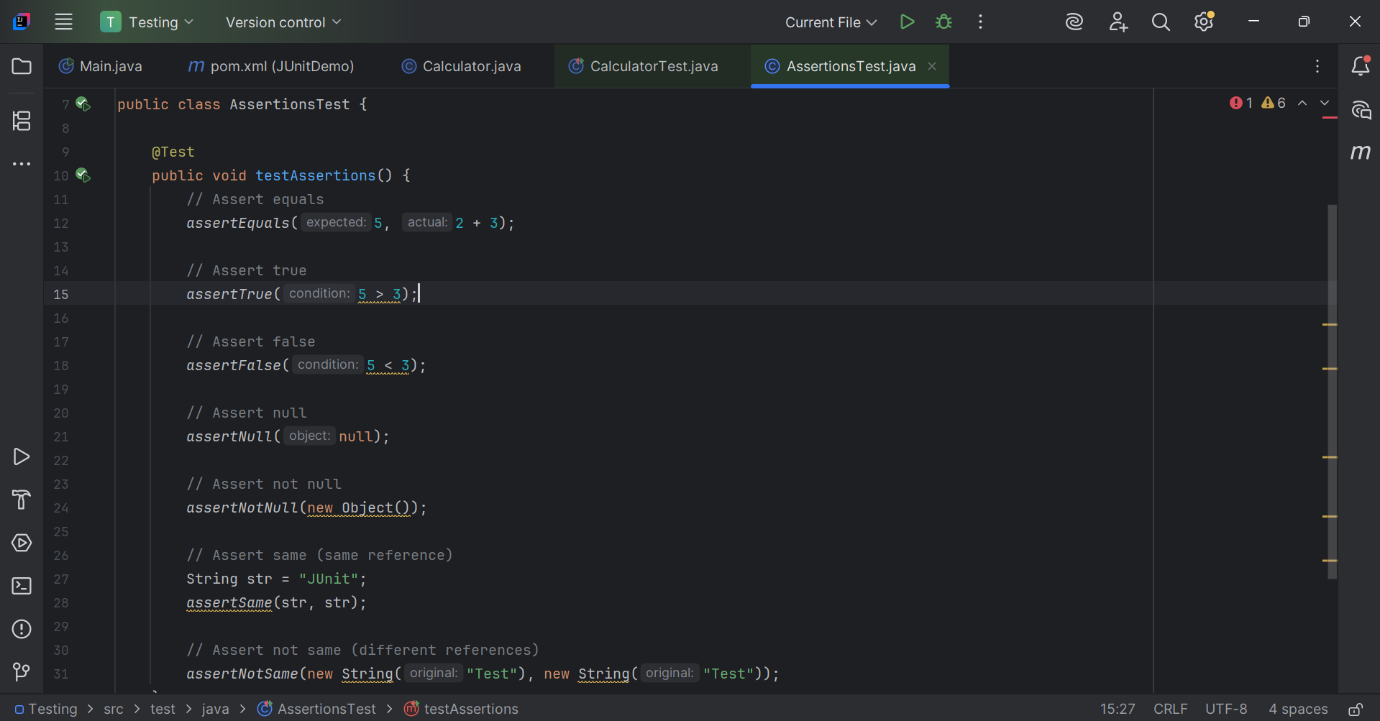 T Testing Version control Current File
Main.java m pom.xml (JUnitDemo) Calculator.java CalculatorTest.java AssertionsTest.java
7 public class AssertionsTest { 1 6
8
9 @Test
10 public void testAssertions() {
11 // Assert equals
12 assertEquals( expected: 5, actual: 2 + 3);
13
14 // Assert true
15 assertTrue( condition: 5 > 3);
16
17 // Assert false
18 assertFalse( condition: 5 < 3);
19
20 // Assert null
21 assertNull( object: null);
22
23 // Assert not null
24 assertNotNull(new Object());
25
26 // Assert same (same reference)
27 String str = "JUnit";
28 assertSame(str, str);
29
30 // Assert not same (different references)
31 assertNotSame(new String( original: "Test"), new String( original: "Test"));
Testing > src > test > java > AssertionsTest > testAssertions 15:27 CRLF UTF-8 4 spaces